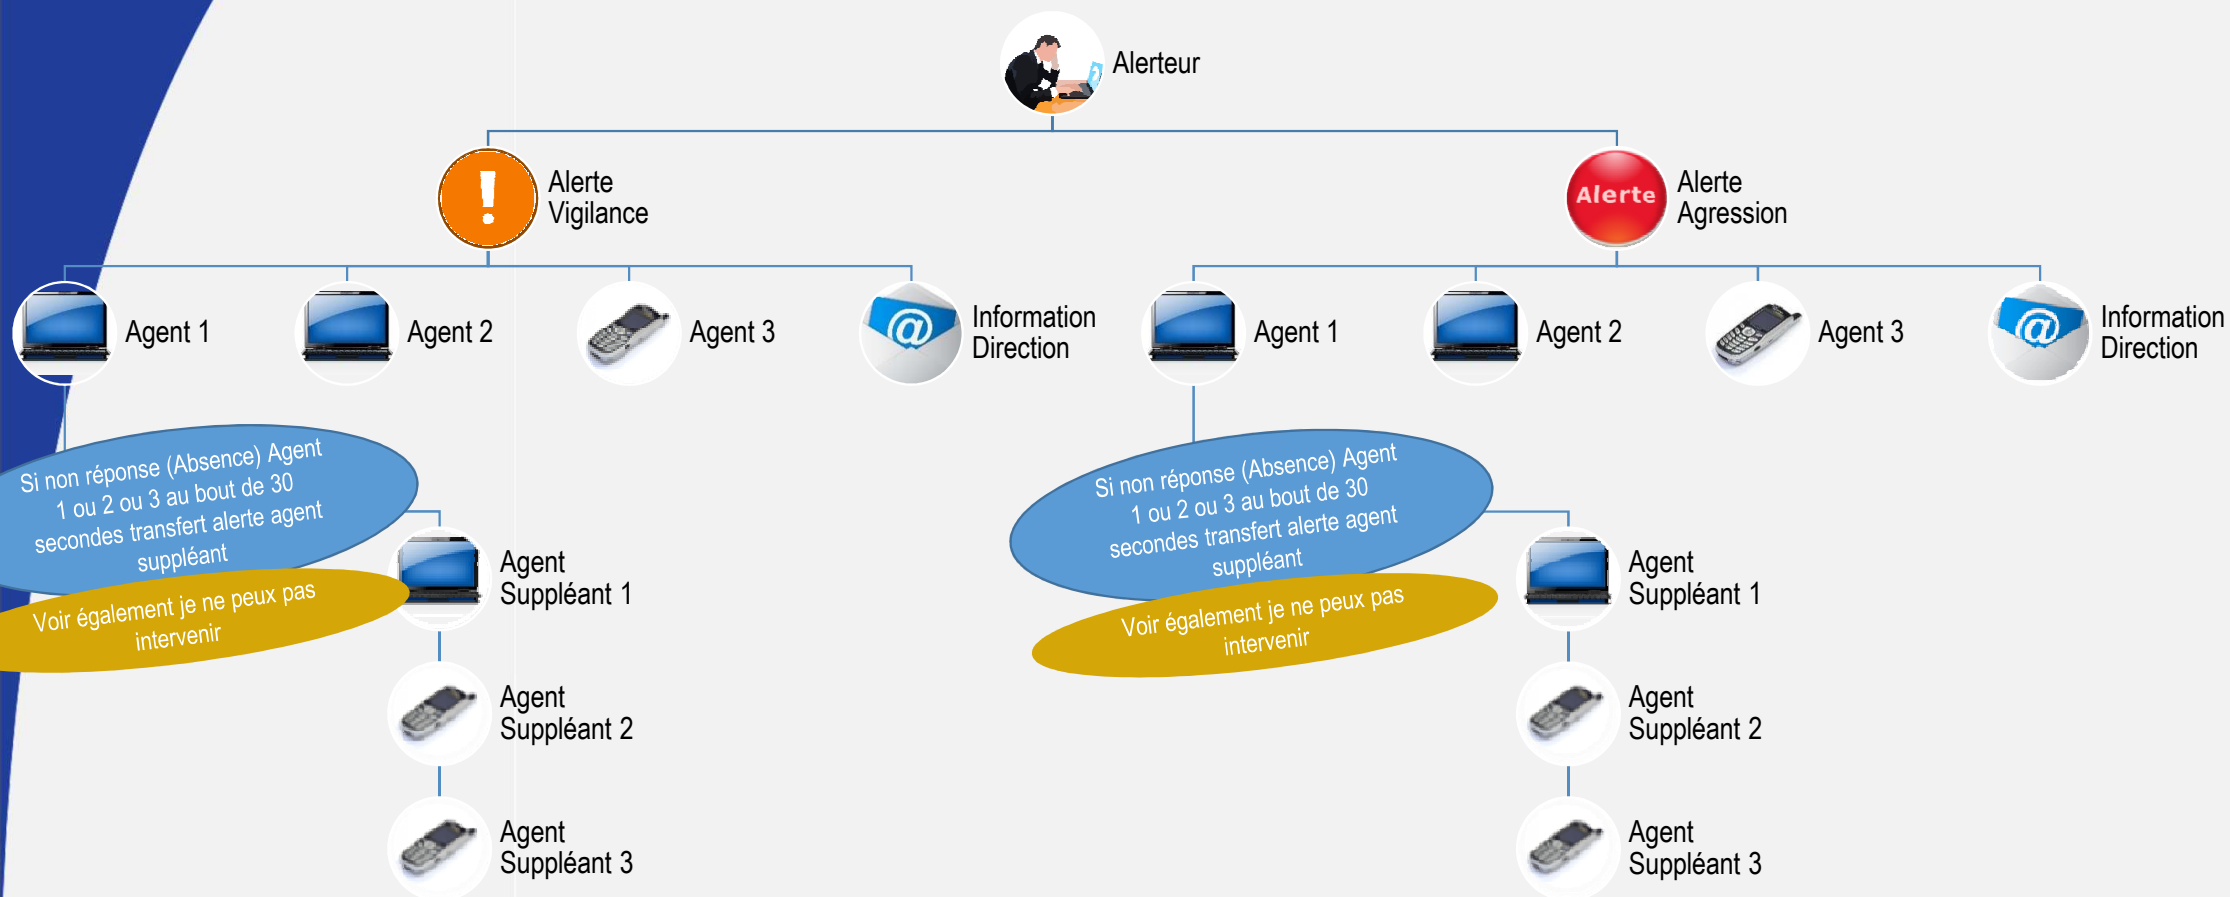 Alerteur
Alerte
Vigilance
Alerte
Alerte
Agression
Agent 1
Agent 2
Agent 3
Information
Direction
Agent 1
Agent 2
Agent 3
Information
Direction
Si non réponse (Absence) Agent
1 ou 2 ou 3 au bout de 30
secondes transfert alerte agent
suppléant
Voir également je ne peux pas
intervenir
Agent
Suppléant 1
Agent
Suppléant 2
Agent
Suppléant 3
Si non réponse (Absence) Agent
1 ou 2 ou 3 au bout de 30
secondes transfert alerte agent
suppléant
Voir également je ne peux pas
intervenir
Agent
Suppléant 1
Agent
Suppléant 2
Agent
Suppléant 3